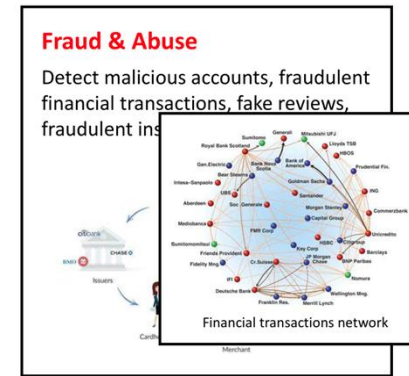 Fraud & Abuse
Detect malicious accounts, fraudulent
financial transactions, fake reviews,
fraudulent ins
citibank
CHASE
BMO
Issuers
Cardh
Merchant
Sumitomo
Generali
Mitsubishi UFJ
Royal Bank Scotland
Lloyds TSB
HBOS
Gen.Electric
Bank Nova
Scotia
Bank of
America
Prudential Fin.
Bear Stearns
Goldman Sachs
Intesa-Sanpaolo
UBS
Santander
ING
Aberdeen
Soc.Generale
Morgan Stanley
Commerzbank
Mediobanca
Capital Group
FMR Corp
Unicredito
Sumitomomitsui
HSBC
Citigroup
Key Corp
Barclays
Friends Provident
BNP Paribas
Fidelity Mng.
Cr.Suisse
JP Morgan
Chase
Nomura
IFI
Deutsche Bank
Wellington Mng.
Franklin Res.
Merrill Lynch
Financial transactions network